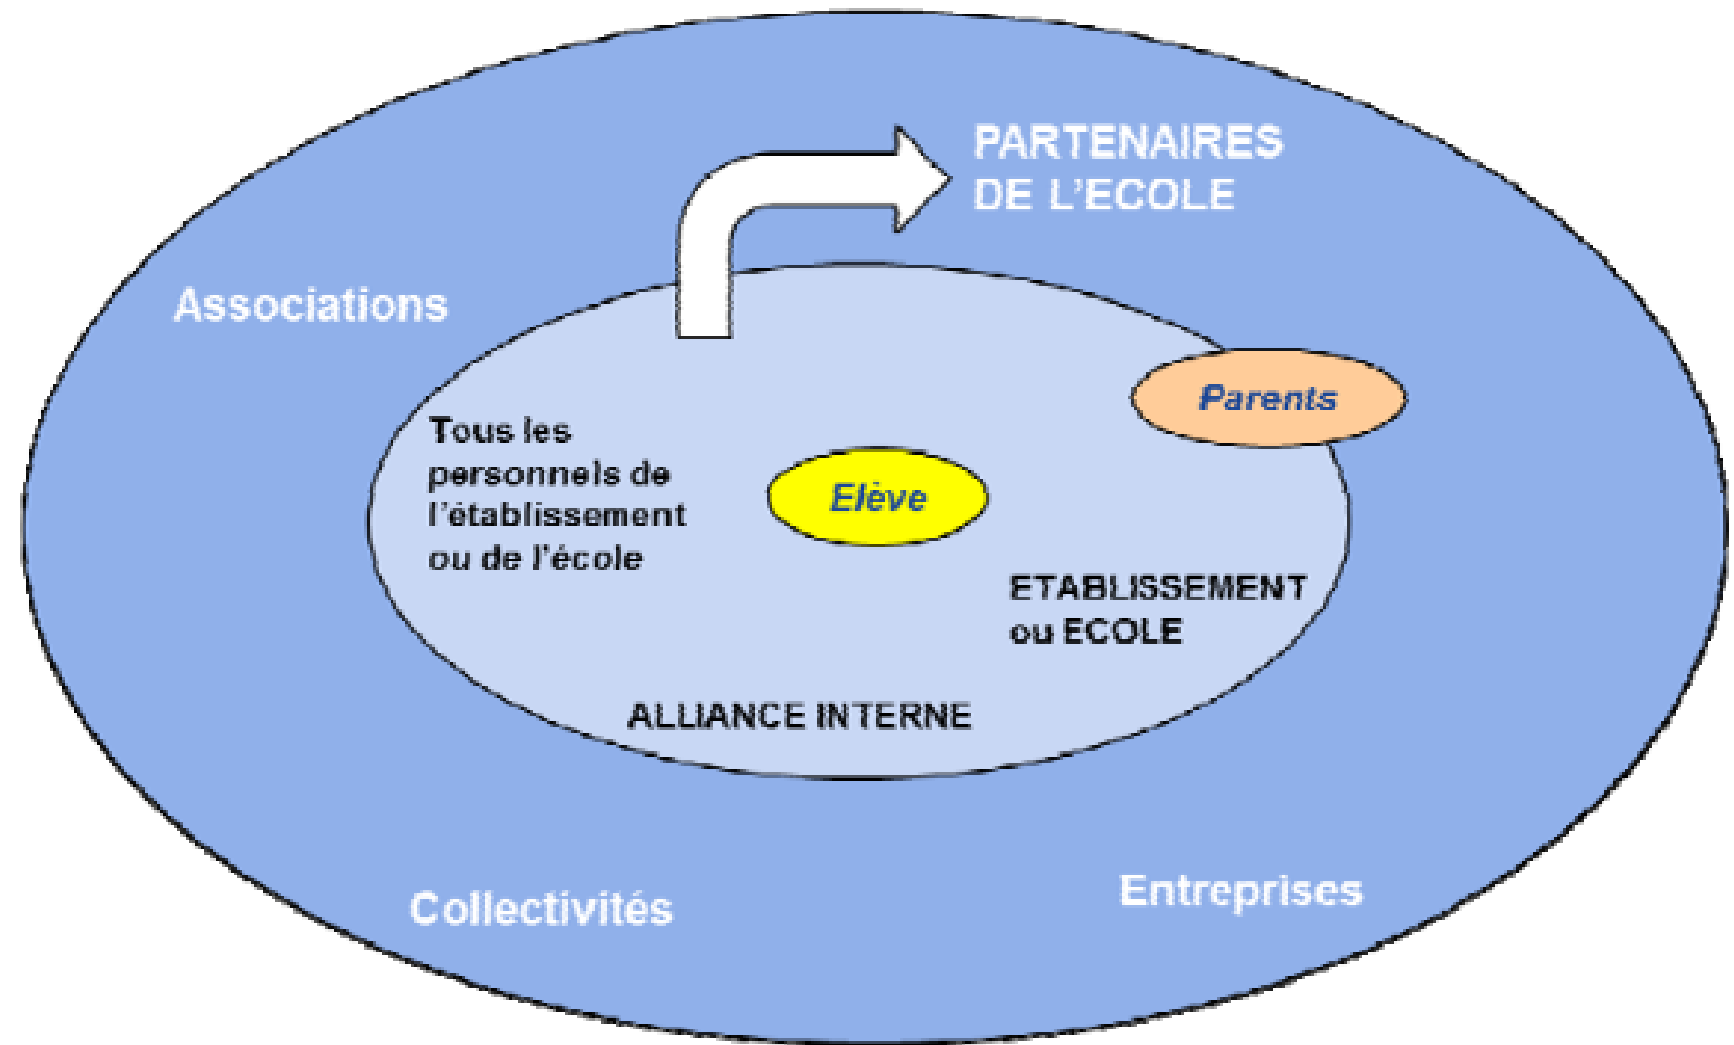 PARTENAIRES
DE L'ECOLE
Associations
Parents
Tous les
personnels de
l'établissement
ou de l'école
Elève
ETABLISSEMENT
ou ECOLE
ALLIANCE INTERNE
Collectivités
Entreprises